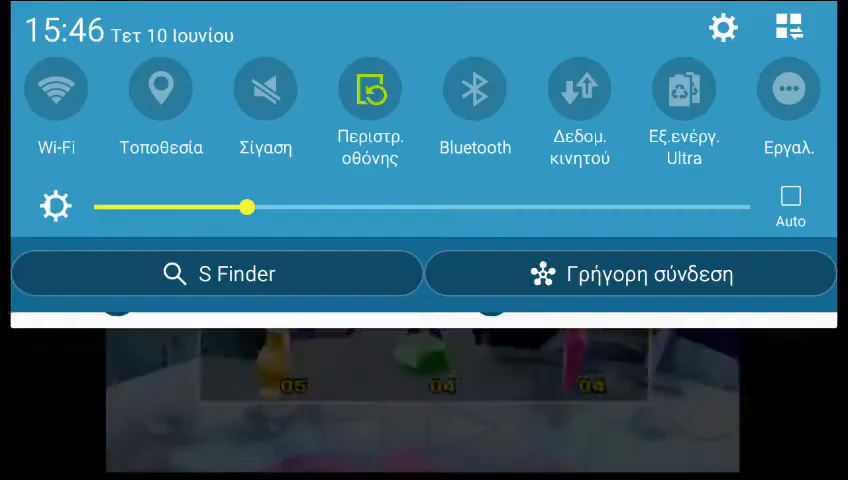 15:46 Τετ 10 Ιουνίου
Wi-Fi
Τοποθεσία
Σίγαση
Περιστρ.
οθόνης
Bluetooth
Δεδομ.
κινητού
Εξ.ενέργ.
Ultra
Εργαλ.
Auto
S Finder
Γρήγορη σύνδεση
05
04
04